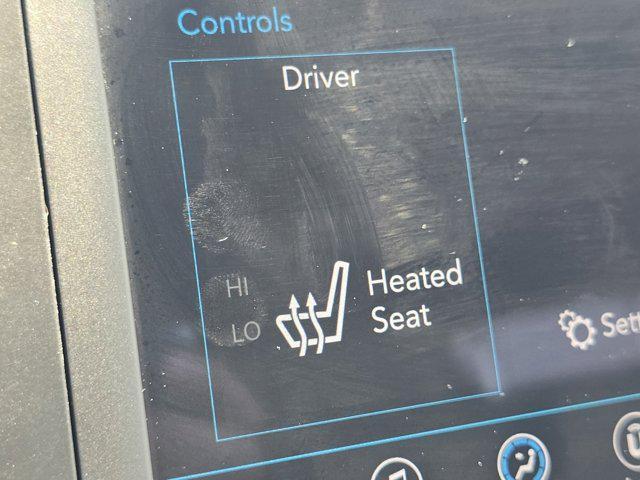 Controls
Driver
HI
LO
Heated
Seat